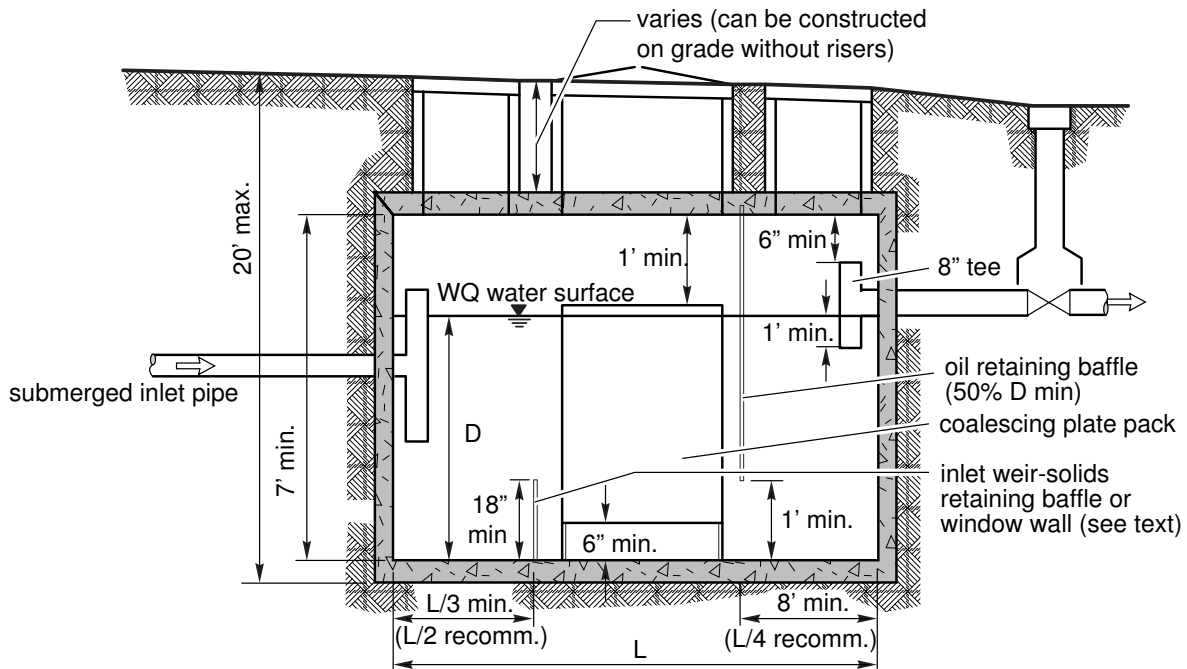 varies (can be constructed
on grade without risers)
20’ max.
7’ min.
1’ min.
6” min
8” tee
WQ water surface
1’ min.
submerged inlet pipe
oil retaining baffle
(50% D min)
coalescing plate pack
D
inlet weir-solids
retaining baffle or
window wall (see text)
18”
min
6” min.
1’ min.
L/3 min.
(L/2 recomm.)
8’ min.
(L/4 recomm.)
L